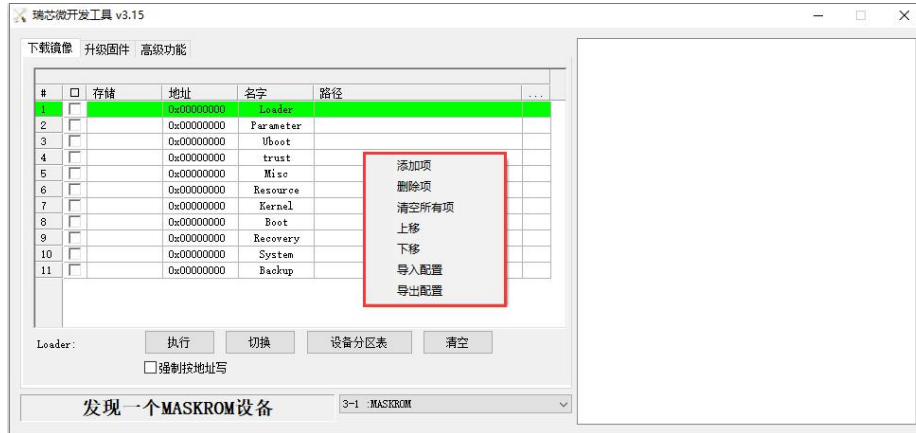 瑞芯微开发工具 v3.15
下载镜像 升级固件 高级功能
# 存储 地址 名字 路径 ...
1 0x00000000 Loader
2 0x00000000 Parameter
3 0x00000000 Uboot
4 0x00000000 trust
5 0x00000000 Misc
6 0x00000000 Resource
7 0x00000000 Kernel
8 0x00000000 Boot
9 0x00000000 Recovery
10 0x00000000 System
11 0x00000000 Backup
添加项
删除项
清空所有项
上移
下移
导入配置
导出配置
Loader: 执行 切换 设备分区表 清空
强制按地址写
发现一个MASKROM设备 3-1 :MASKROM